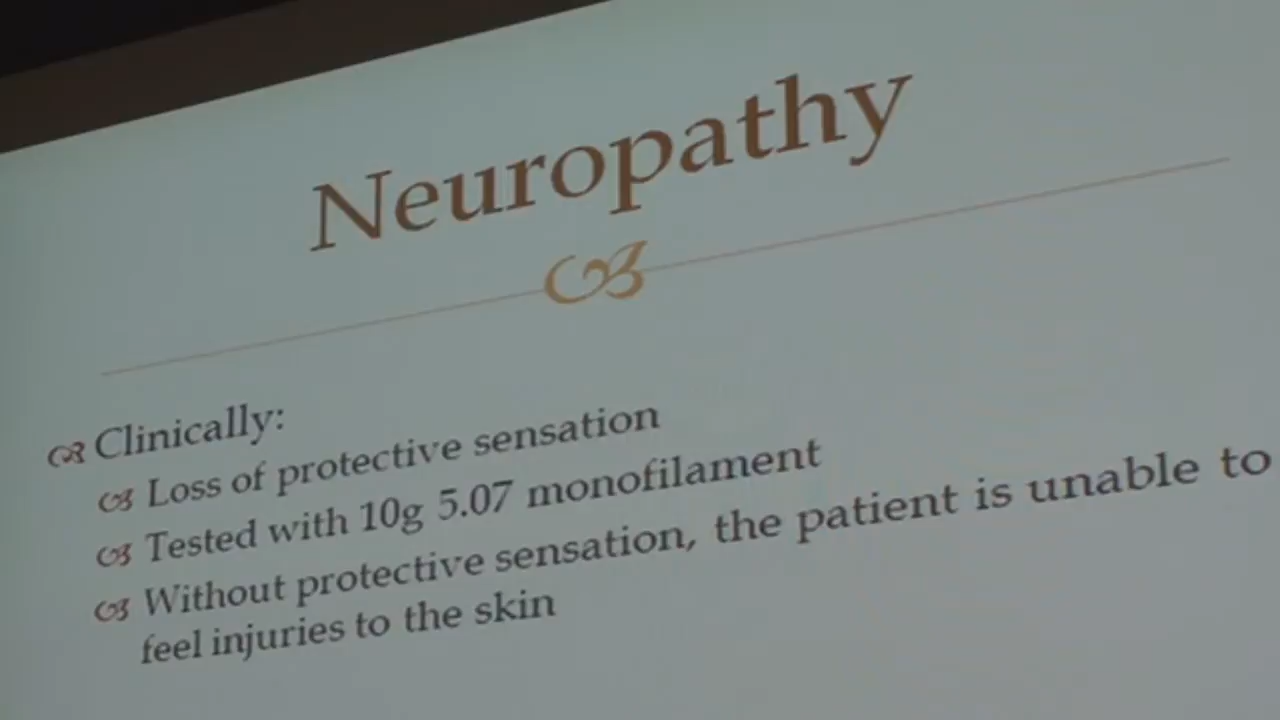 Neuropathy
Clinically:
Loss of protective sensation
Tested with 10g 5.07 monofilament
Without protective sensation, the patient is unable to
feel injuries to the skin